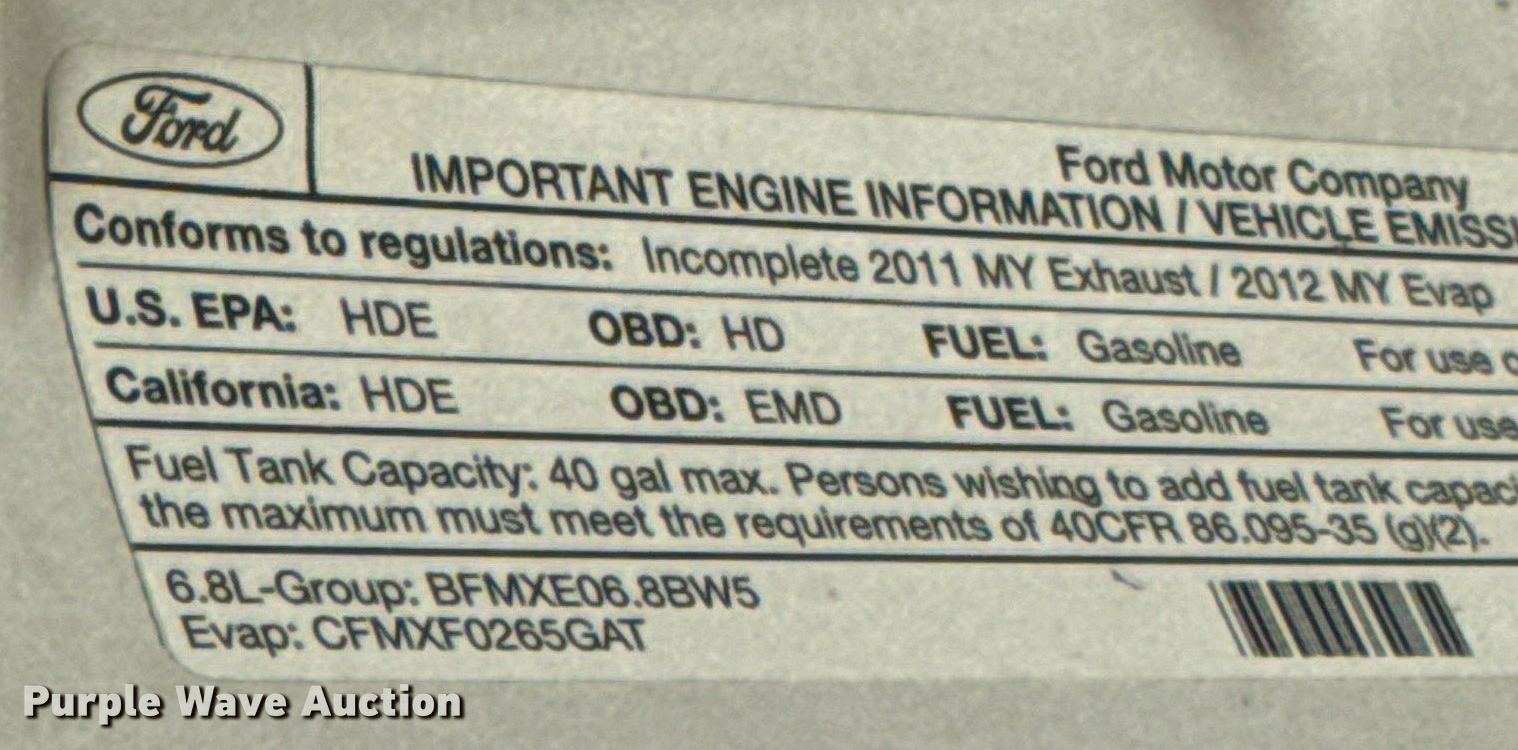 Ford
Ford Motor Company
IMPORTANT ENGINE INFORMATION / VEHICLE EMISSI
Conforms to regulations: Incomplete 2011 MY Exhaust / 2012 MY Evap
U.S. EPA: HDE OBD: HD FUEL: Gasoline For use o
California: HDE OBD: EMD FUEL: Gasoline For use
Fuel Tank Capacity: 40 gal max. Persons wishing to add fuel tank capaci
the maximum must meet the requirements of 40CFR 86.095-35 (g)(2).
6.8L-Group: BFMXE06.8BW5
Evap: CFMXF0265GAT
Purple Wave Auction